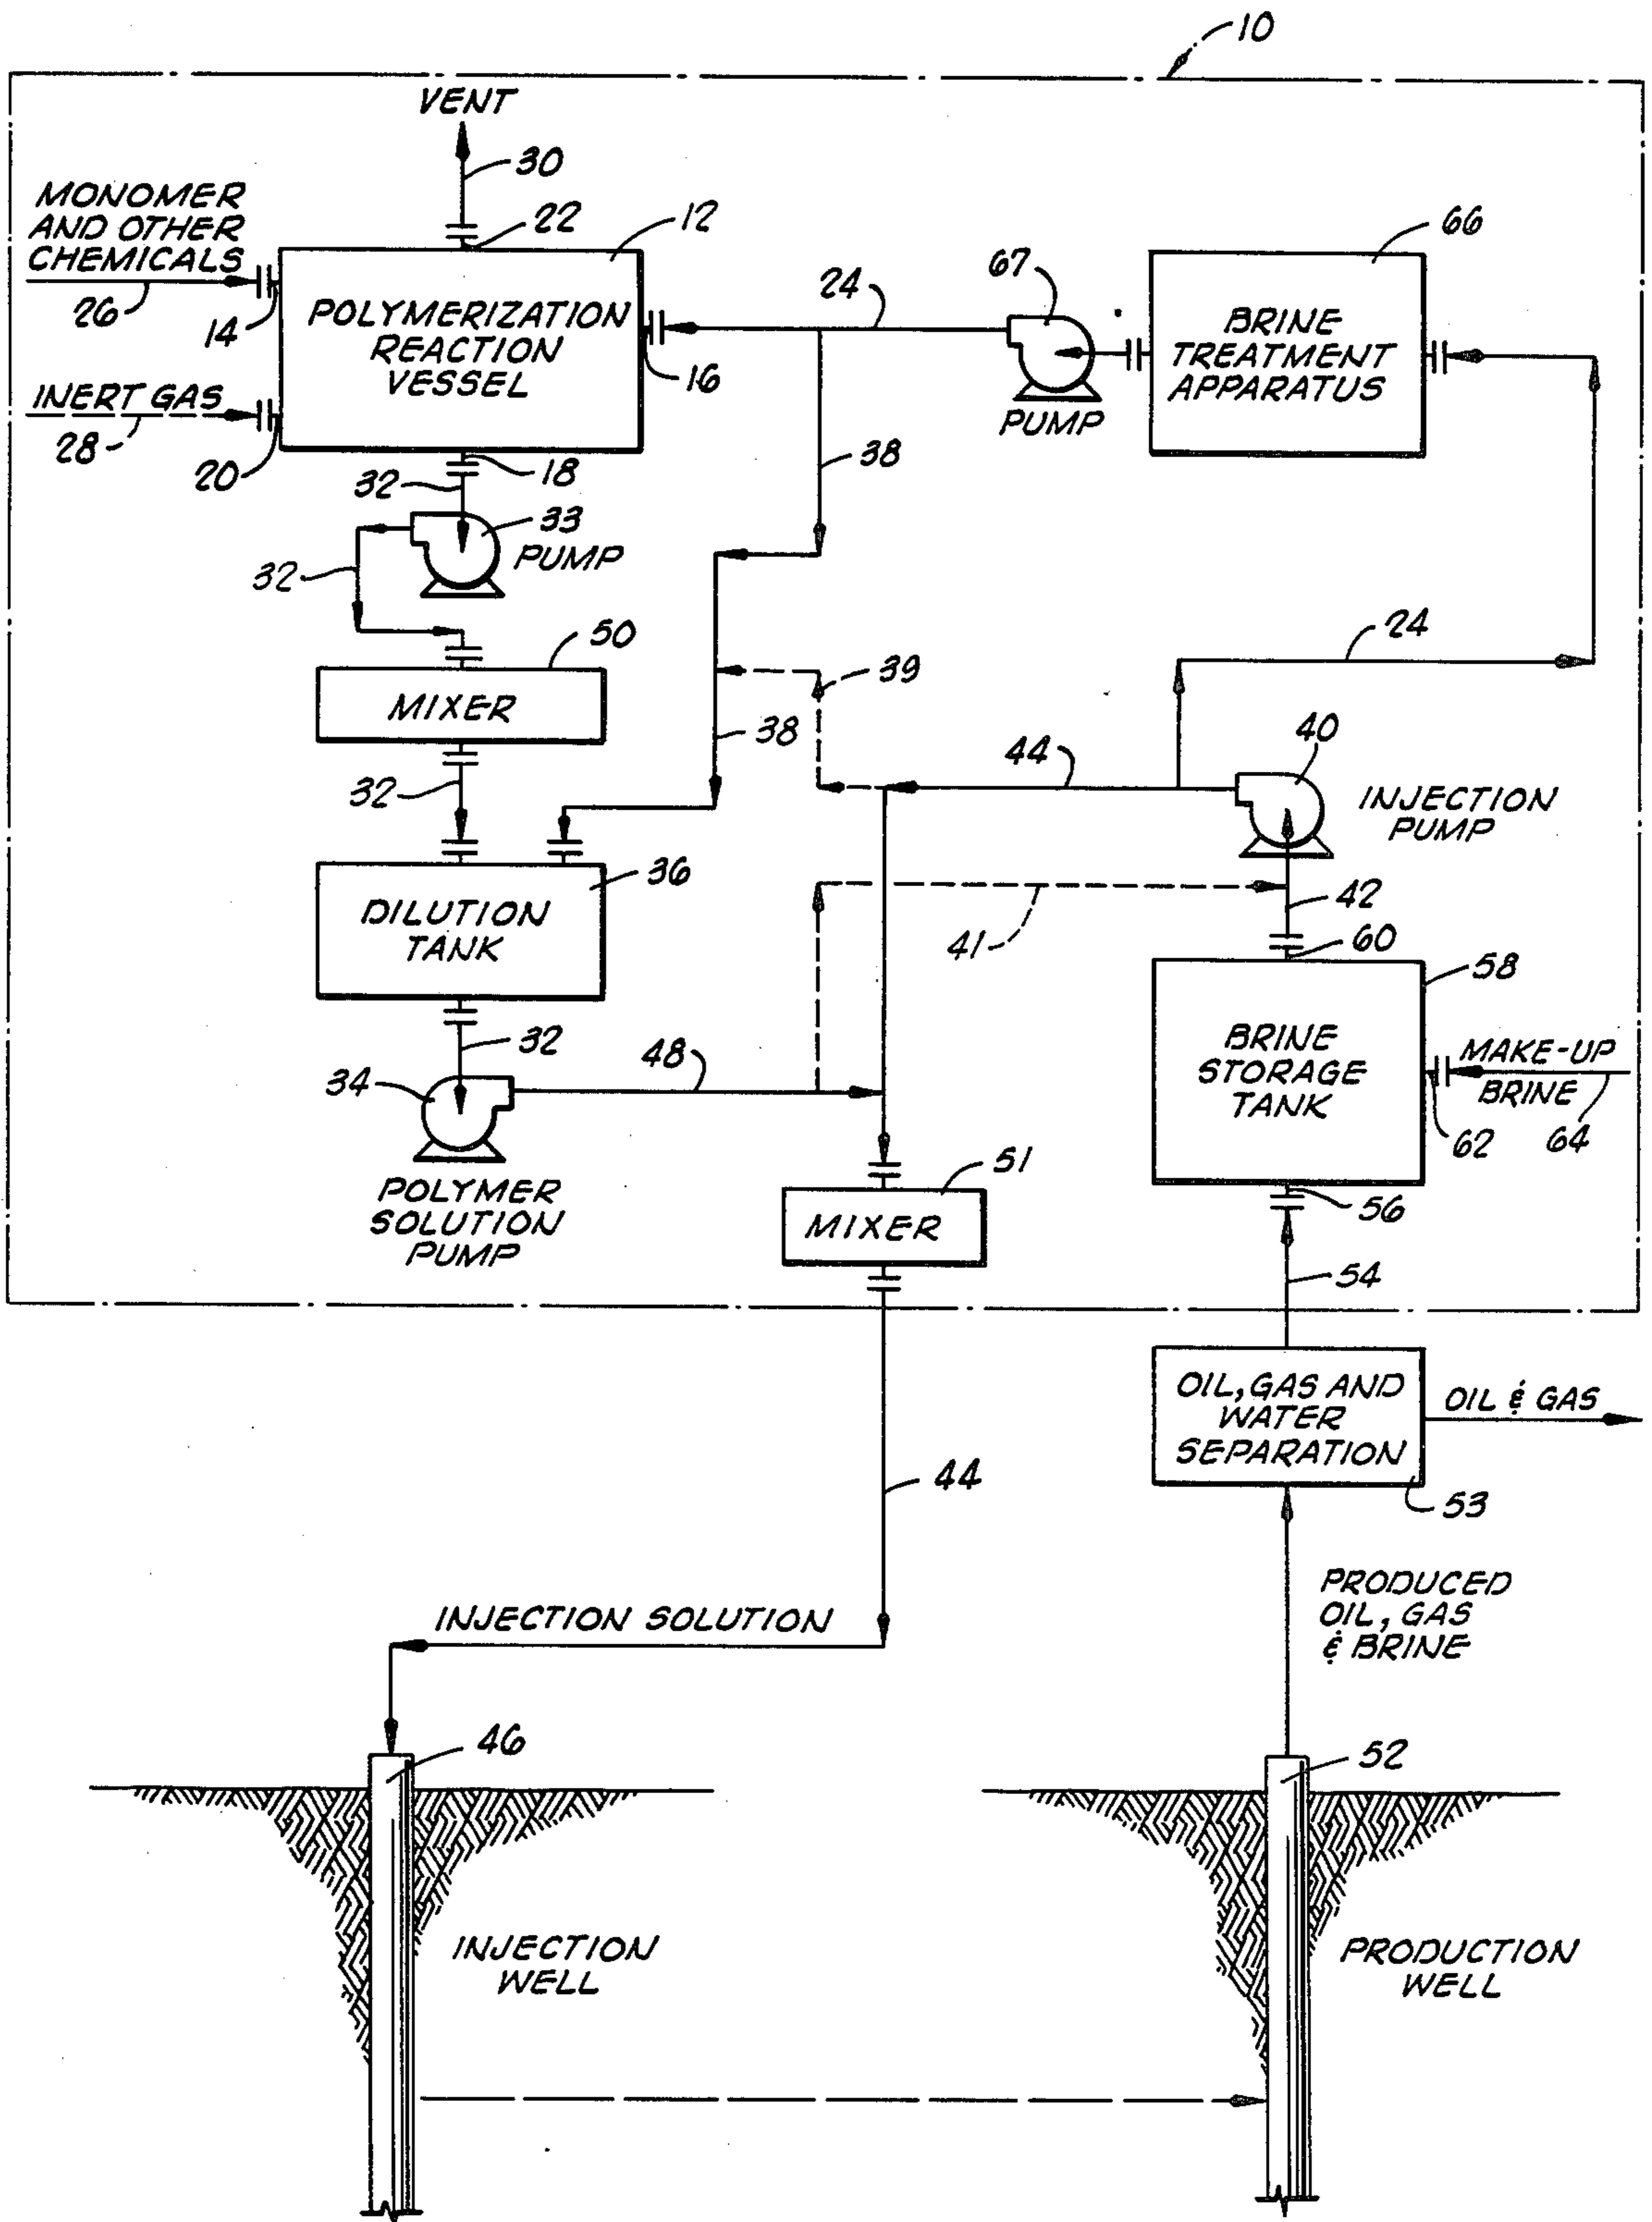 10
VENT
30
MONOMER
AND OTHER
CHEMICALS
26
14
22
12
POLYMERIZATION
REACTION
VESSEL
16
24
67
PUMP
66
BRINE
TREATMENT
APPARATUS
INERT GAS
28
20
18
32
33
PUMP
32
38
50
MIXER
39
24
38
32
44
40
INJECTION
PUMP
36
DILUTION
TANK
41
42
60
58
BRINE
STORAGE
TANK
MAKE-UP
BRINE
62
64
32
48
34
POLYMER
SOLUTION
PUMP
51
MIXER
56
54
OIL, GAS AND
WATER
SEPARATION
OIL & GAS
53
44
PRODUCED
OIL, GAS
& BRINE
INJECTION SOLUTION
46
52
INJECTION
WELL
PRODUCTION
WELL